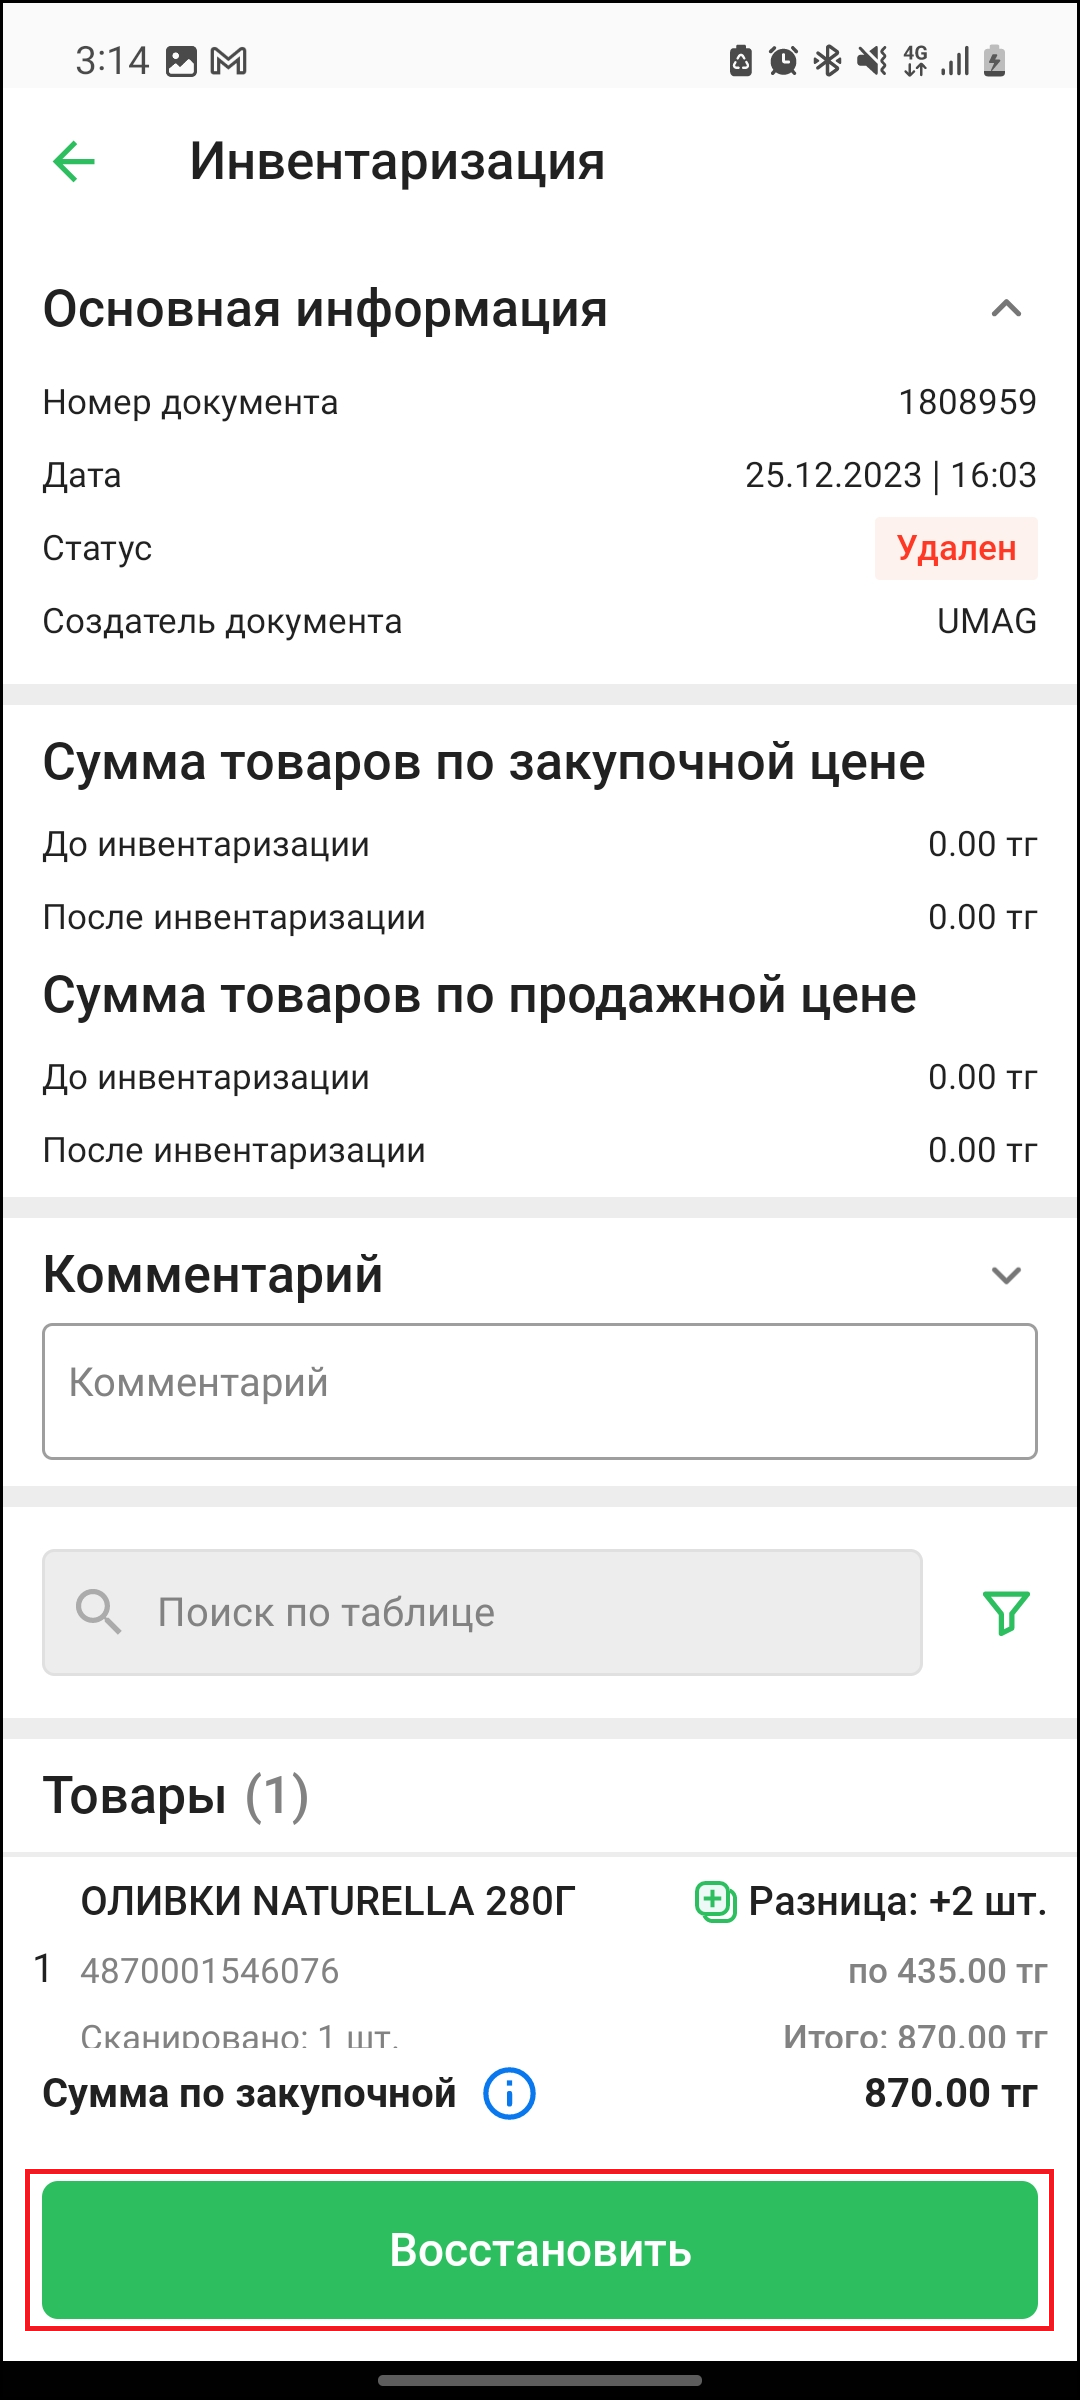 3:14 4G
Инвентаризация
Основная информация
Номер документа 1808959
Дата 25.12.2023 | 16:03
Статус Удален
Создатель документа UMAG
Сумма товаров по закупочной цене
До инвентаризации 0.00 тг
После инвентаризации 0.00 тг
Сумма товаров по продажной цене
До инвентаризации 0.00 тг
После инвентаризации 0.00 тг
Комментарий
Комментарий
Поиск по таблице
Товары (1)
ОЛИВКИ NATURELLA 280Г Разница: +2 шт.
1 4870001546076 по 435.00 тг
Сканировано: 1 шт. Итого: 870.00 тг
Сумма по закупочной 870.00 тг
Восстановить